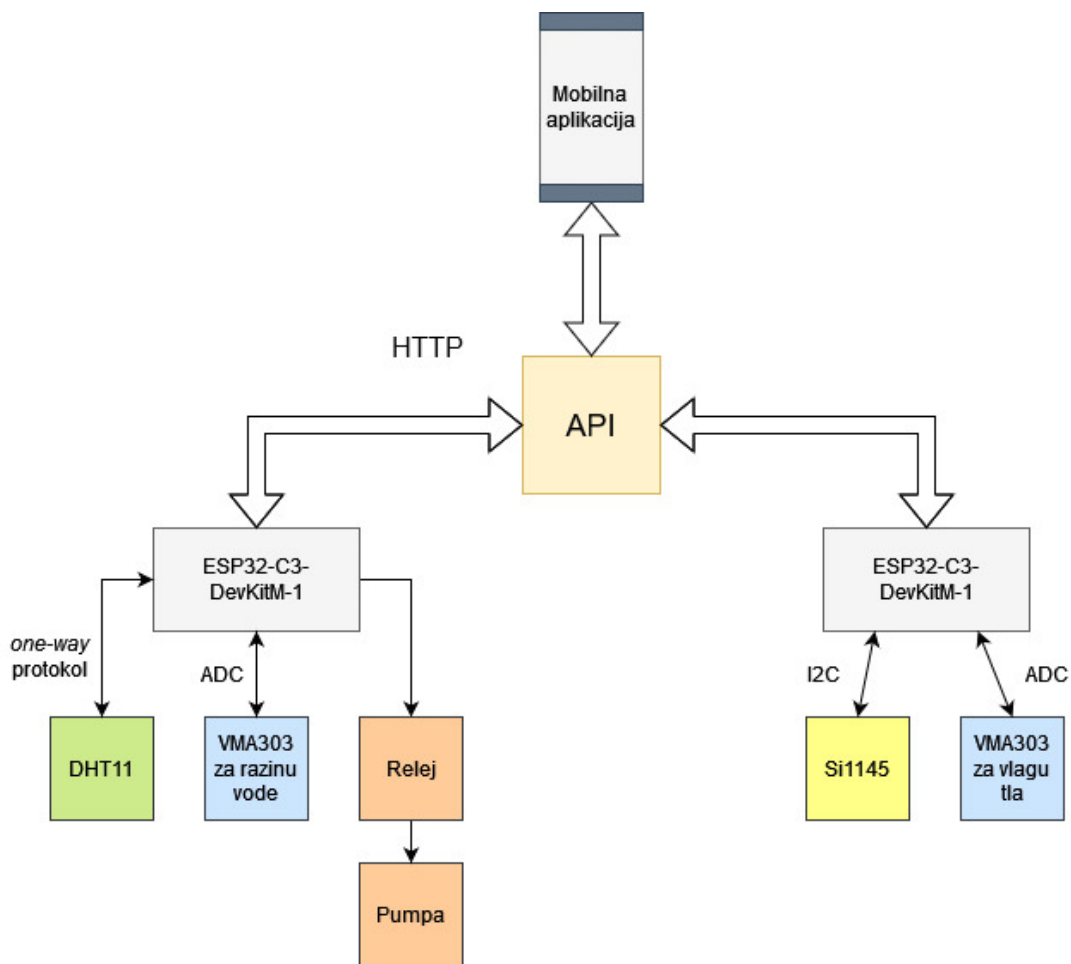 Mobilna
aplikacija
HTTP
API
ESP32-C3-
DevKitM-1
ESP32-C3-
DevKitM-1
one-way
protokol
ADC
I2C
ADC
DHT11
VMA303
za razinu
vode
Relej
Si1145
VMA303
za vlagu
tla
Pumpa